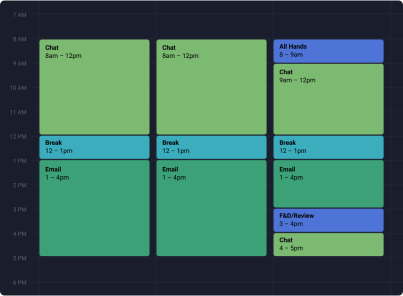 7 AM
8 AM
9 AM
10 AM
11 AM
12 PM
1 PM
2 PM
3 PM
4 PM
5 PM
6 PM
Chat
8am – 12pm
Break
12 – 1pm
Email
1 – 4pm
Chat
8am – 12pm
Break
12 – 1pm
Email
1 – 4pm
All Hands
8 – 9am
Chat
9am – 12pm
Break
12 – 1pm
Email
1 – 4pm
F&D/Review
3 – 4pm
Chat
4 – 5pm